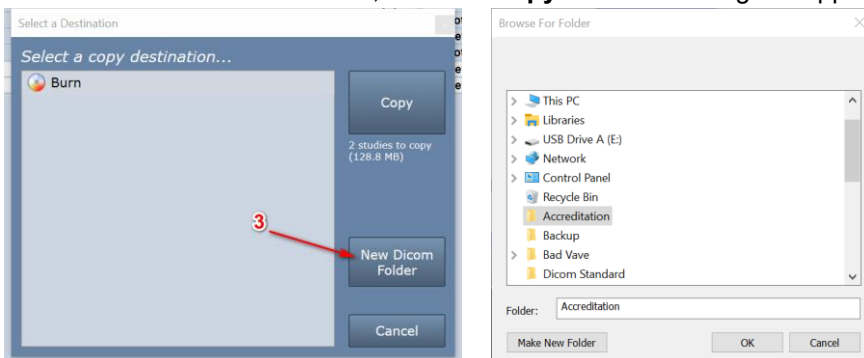 opy
Select a Destination
Select a copy destination...
Burn
Copy
2 studies to copy
(128.8 MB)
3
New Dicom
Folder
Cancel
Browse For Folder
This PC
Libraries
USB Drive A (E:)
Network
Control Panel
Recycle Bin
Accreditation
Backup
Bad Vave
Dicom Standard
Folder: Accreditation
Make New Folder OK Cancel